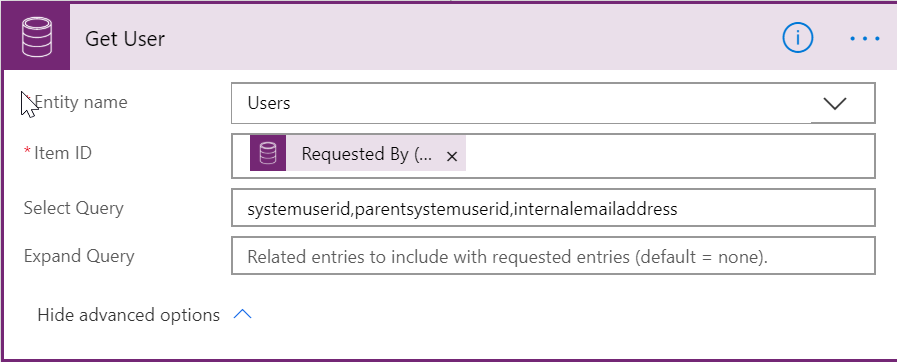 Get User
* Entity name
Users
* Item ID
Requested By (... ×
Select Query
systemuserid,parentsystemuserid,internalemailaddress
Expand Query
Related entries to include with requested entries (default = none).
Hide advanced options